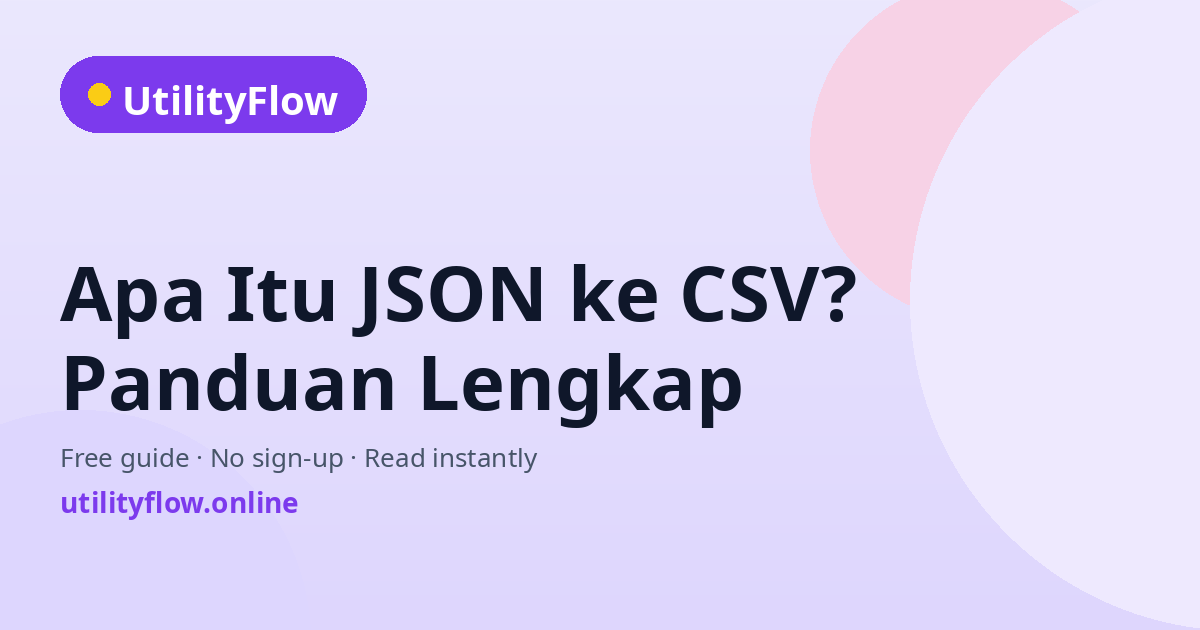 UtilityFlow
Apa Itu JSON ke CSV?
Panduan Lengkap
Free guide · No sign-up · Read instantly
utilityflow.online